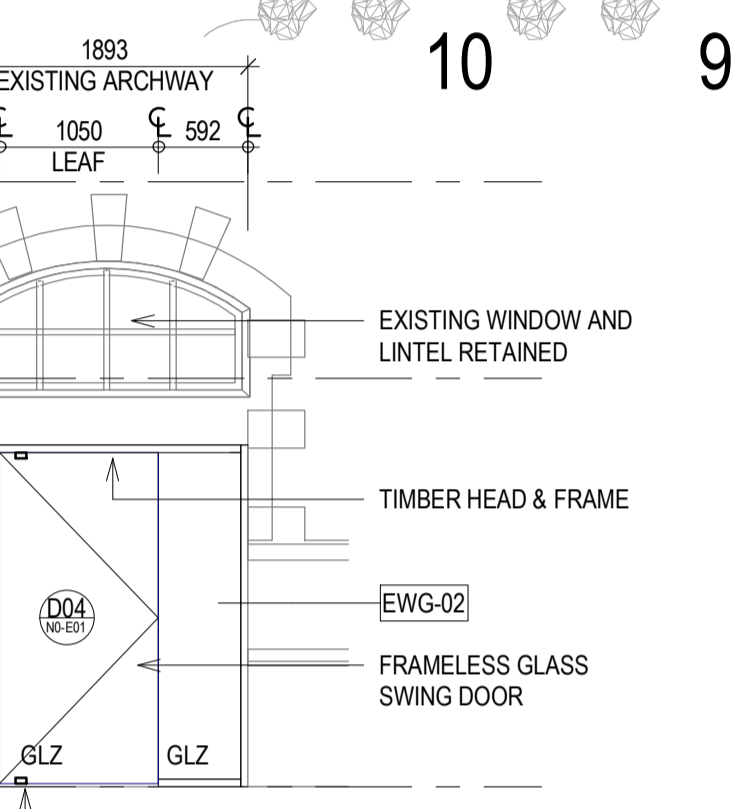 10
9
1893
EXISTING ARCHWAY
℄ 1050 ℄ 592 ℄
LEAF
EXISTING WINDOW AND
LINTEL RETAINED
TIMBER HEAD & FRAME
EWG-02
D04
N0-E01
FRAMELESS GLASS
SWING DOOR
GLZ
GLZ